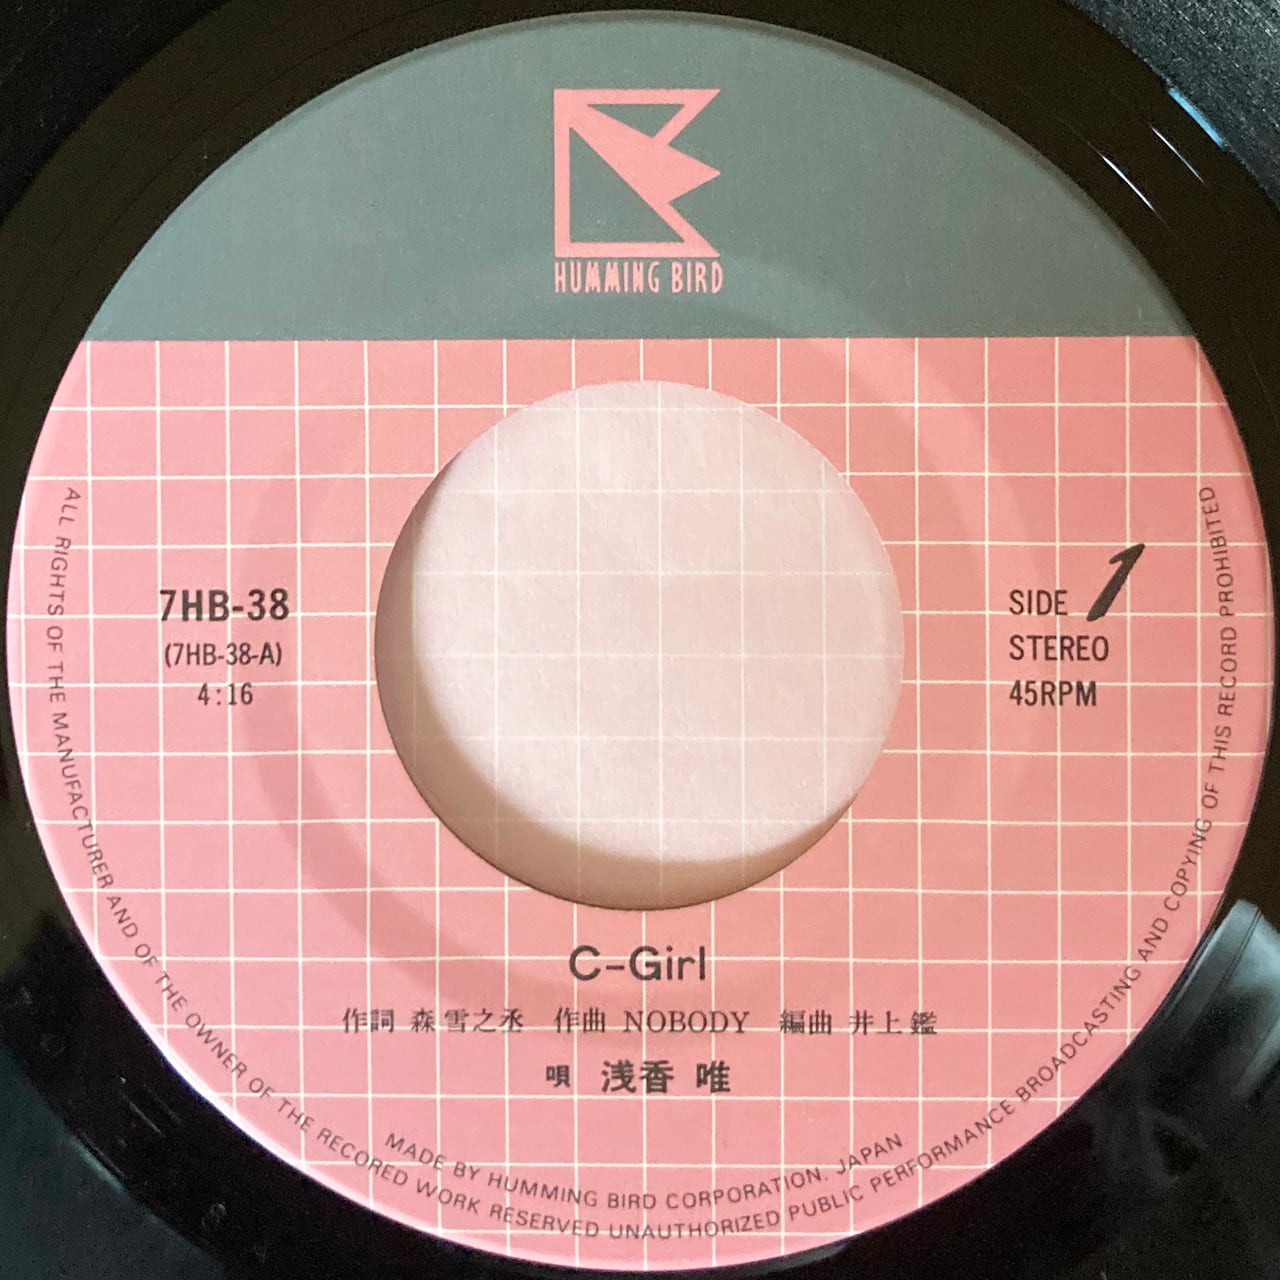 HUMMING BIRD
7HB-38
(7HB-38-A)
4:16
SIDE 1
STEREO
45RPM
C-Girl
作詞 森雪之丞 作曲 NOBODY 編曲 井上鑑
唄 浅香 唯
MADE BY HUMMING BIRD CORPORATION, JAPAN
ALL RIGHTS OF THE MANUFACTURER AND OF THE OWNER OF THE RECORED WORK RESERVED UNAUTHORIZED PUBLIC PERFORMANCE BROADCASTING AND COPYING OF THIS RECORD PROHIBITED